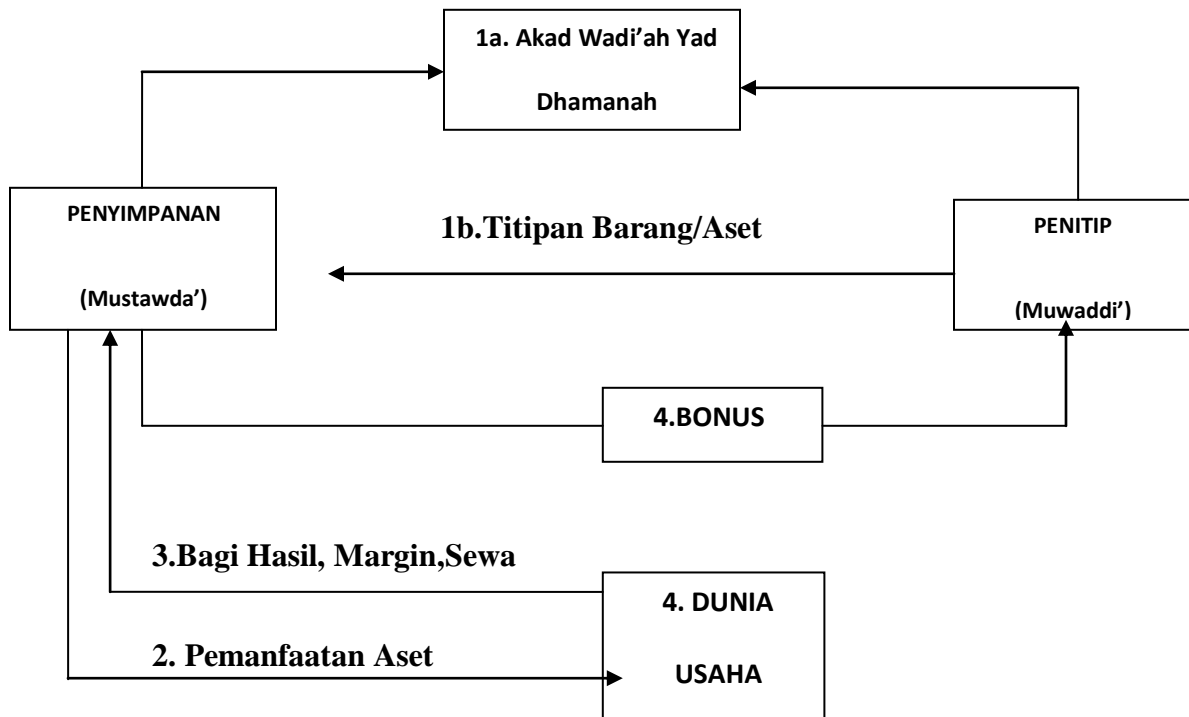 1a. Akad Wadi’ah Yad
Dhamanah
PENYIMPANAN
(Mustawda’)
1b.Titipan Barang/Aset
PENITIP
(Muwaddi’)
4.BONUS
3.Bagi Hasil, Margin,Sewa
4. DUNIA
USAHA
2. Pemanfaatan Aset